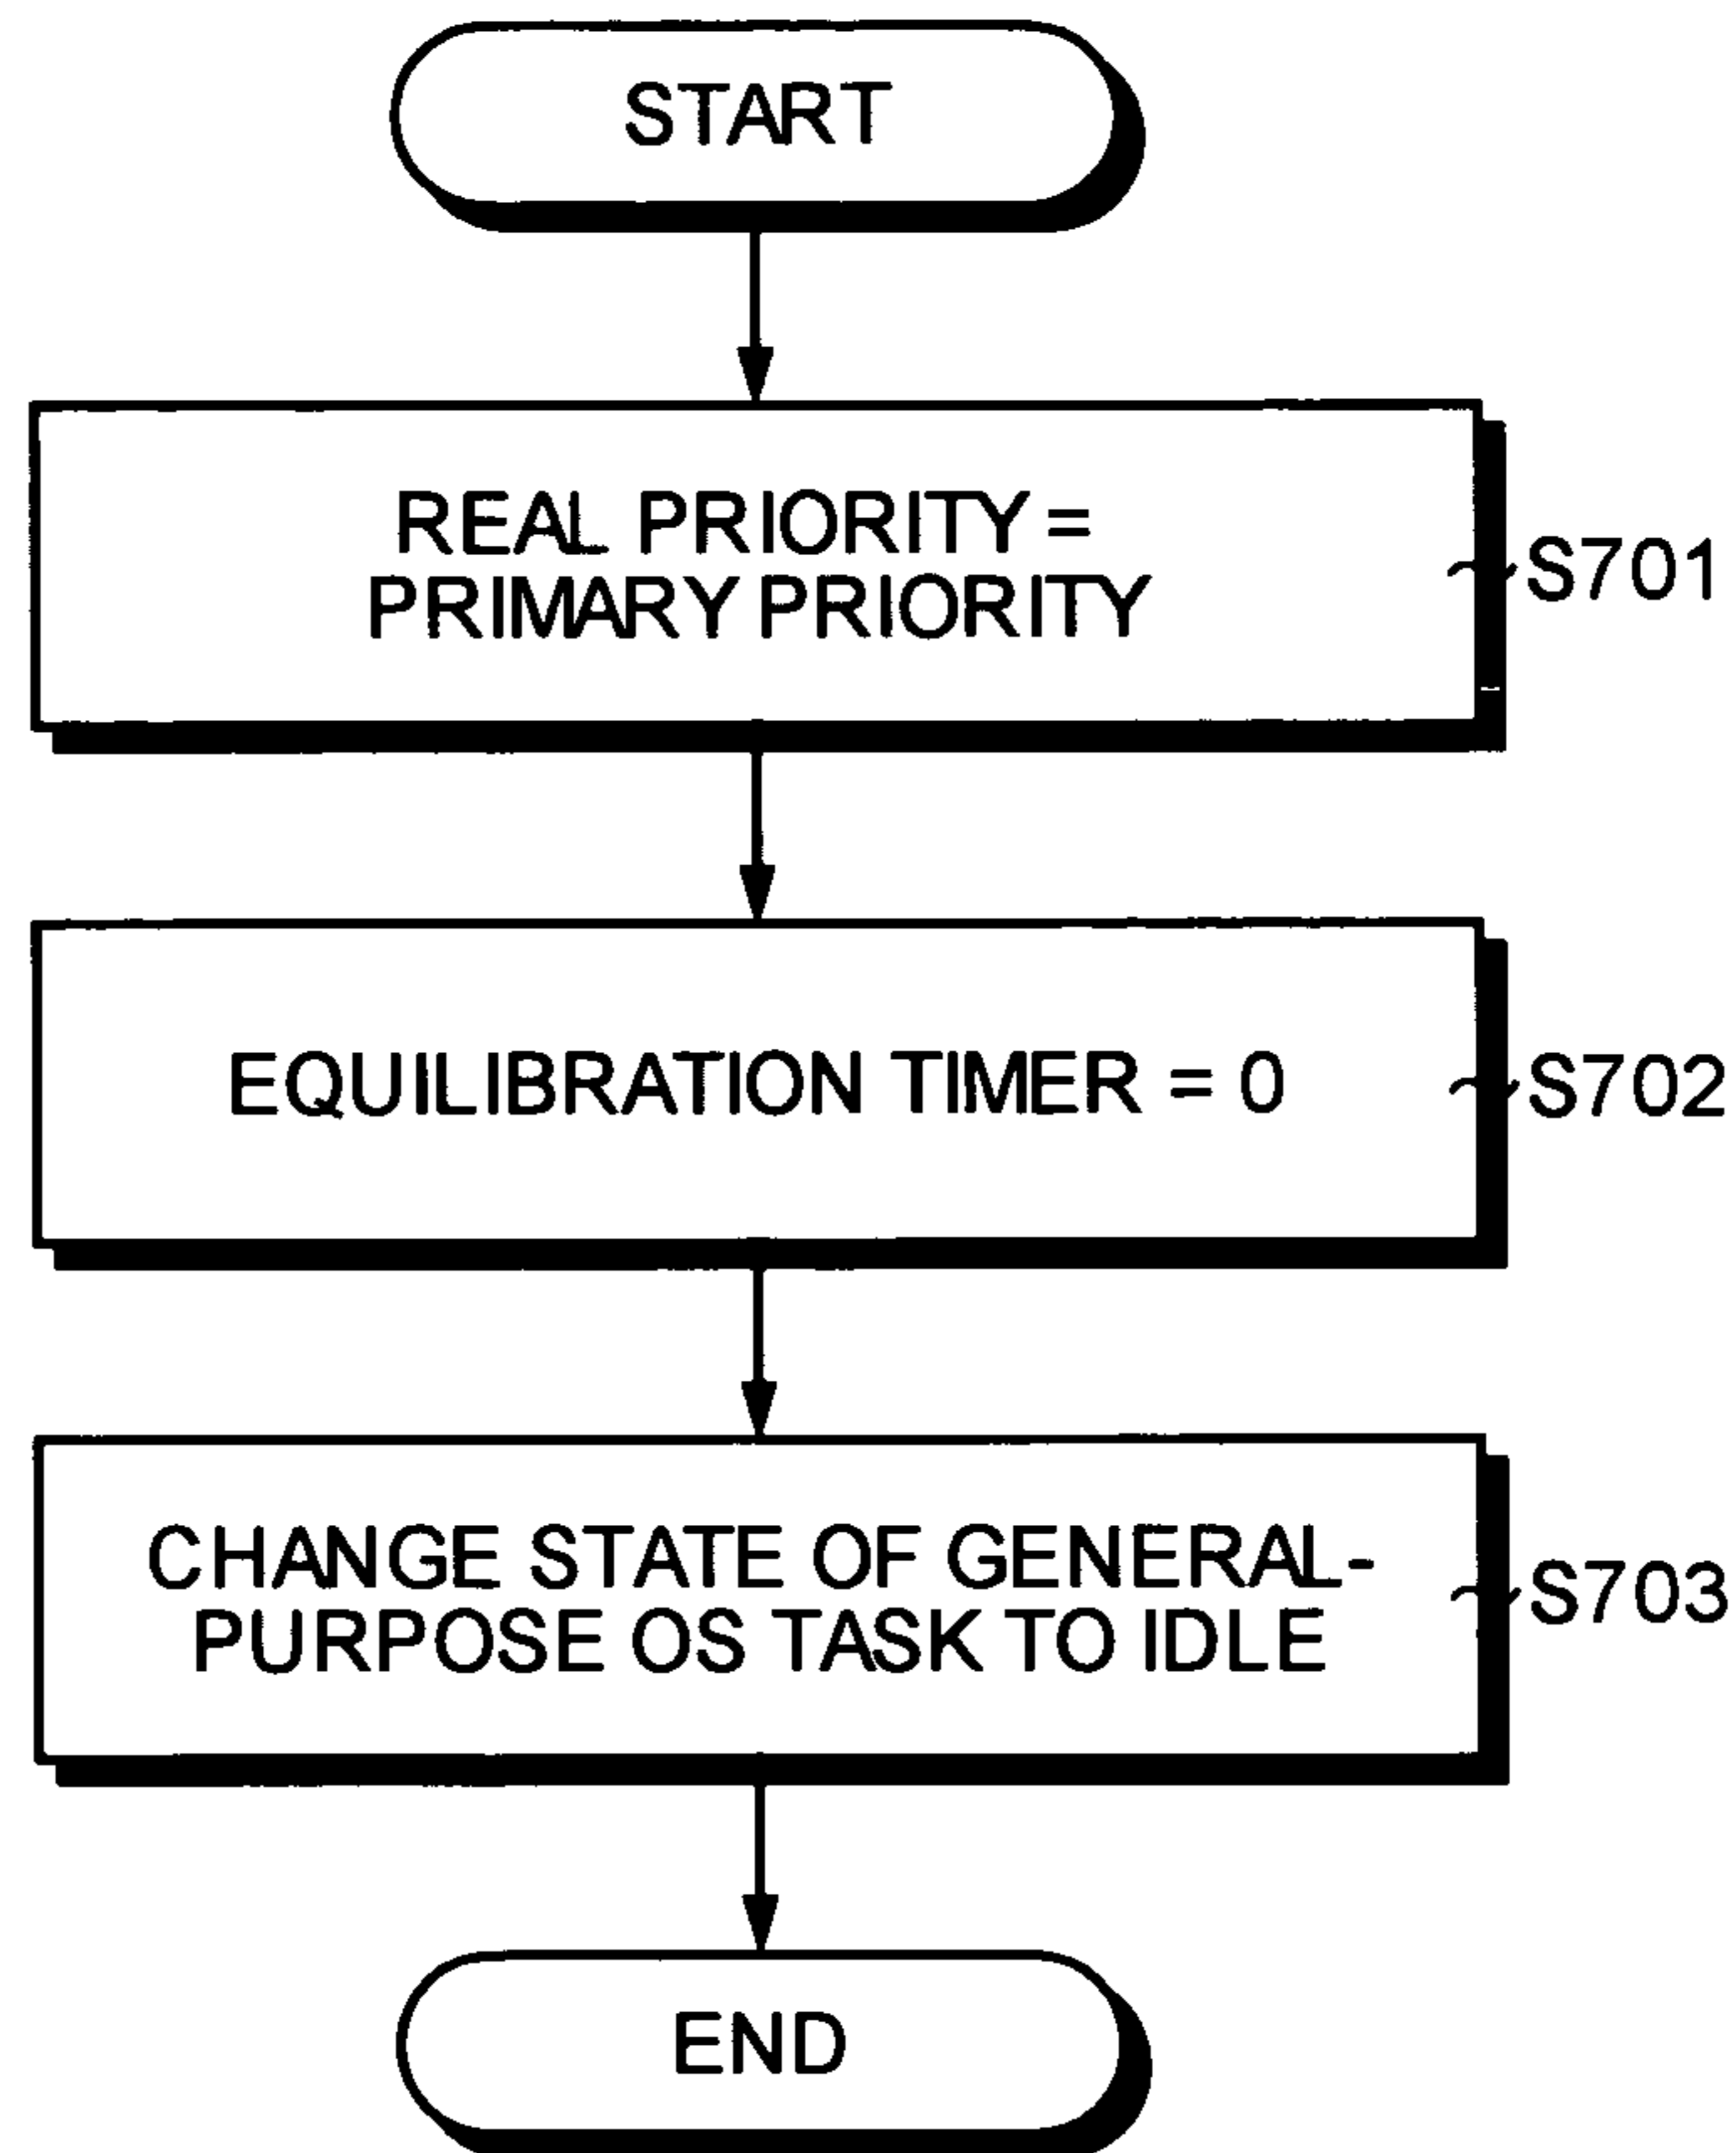 START
REAL PRIORITY =
PRIMARY PRIORITY
S701
EQUILIBRATION TIMER = 0
S702
CHANGE STATE OF GENERAL-
PURPOSE OS TASK TO IDLE
S703
END